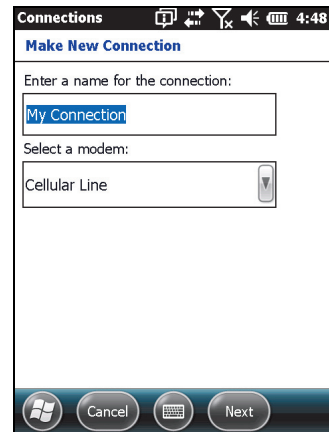 Connections 4:48
Make New Connection
Enter a name for the connection:
My Connection
Select a modem:
Cellular Line
Cancel Next